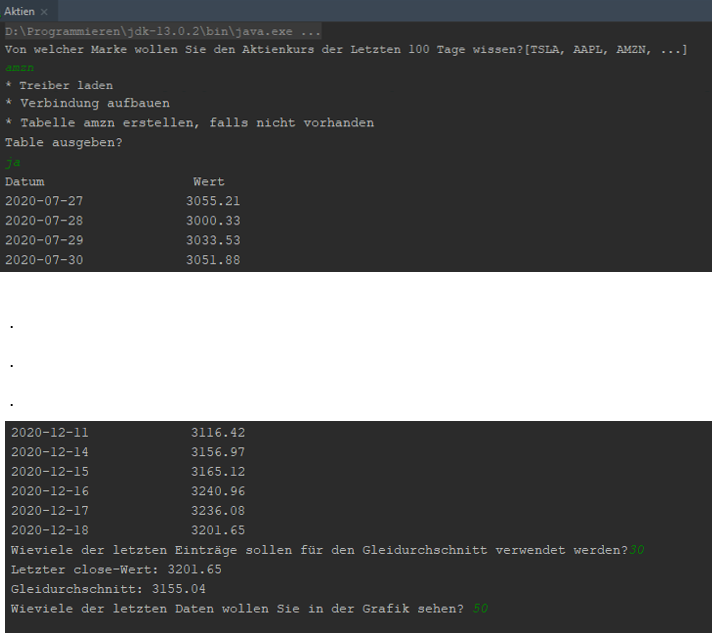 Aktien ×
D:\Programmieren\jdk-13.0.2\bin\java.exe ...
Von welcher Marke wollen Sie den Aktienkurs der Letzten 100 Tage wissen?[TSLA, AAPL, AMZN, ...]
amzn
* Treiber laden
* Verbindung aufbauen
* Tabelle amzn erstellen, falls nicht vorhanden
Table ausgeben?
ja
Datum Wert
2020-07-27 3055.21
2020-07-28 3000.33
2020-07-29 3033.53
2020-07-30 3051.88
.
.
.
2020-12-11 3116.42
2020-12-14 3156.97
2020-12-15 3165.12
2020-12-16 3240.96
2020-12-17 3236.08
2020-12-18 3201.65
Wieviele der letzten Einträge sollen für den Gleidurchschnitt verwendet werden?30
Letzter close-Wert: 3201.65
Gleidurchschnitt: 3155.04
Wieviele der letzten Daten wollen Sie in der Grafik sehen? 50